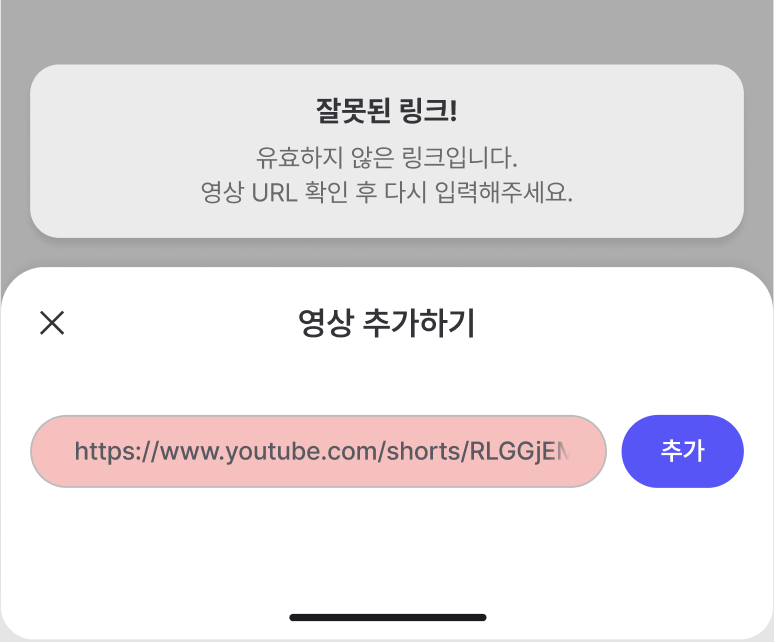 잘못된 링크!
유효하지 않은 링크입니다.
영상 URL 확인 후 다시 입력해주세요.
영상 추가하기
https://www.youtube.com/shorts/RLGGjEN
추가